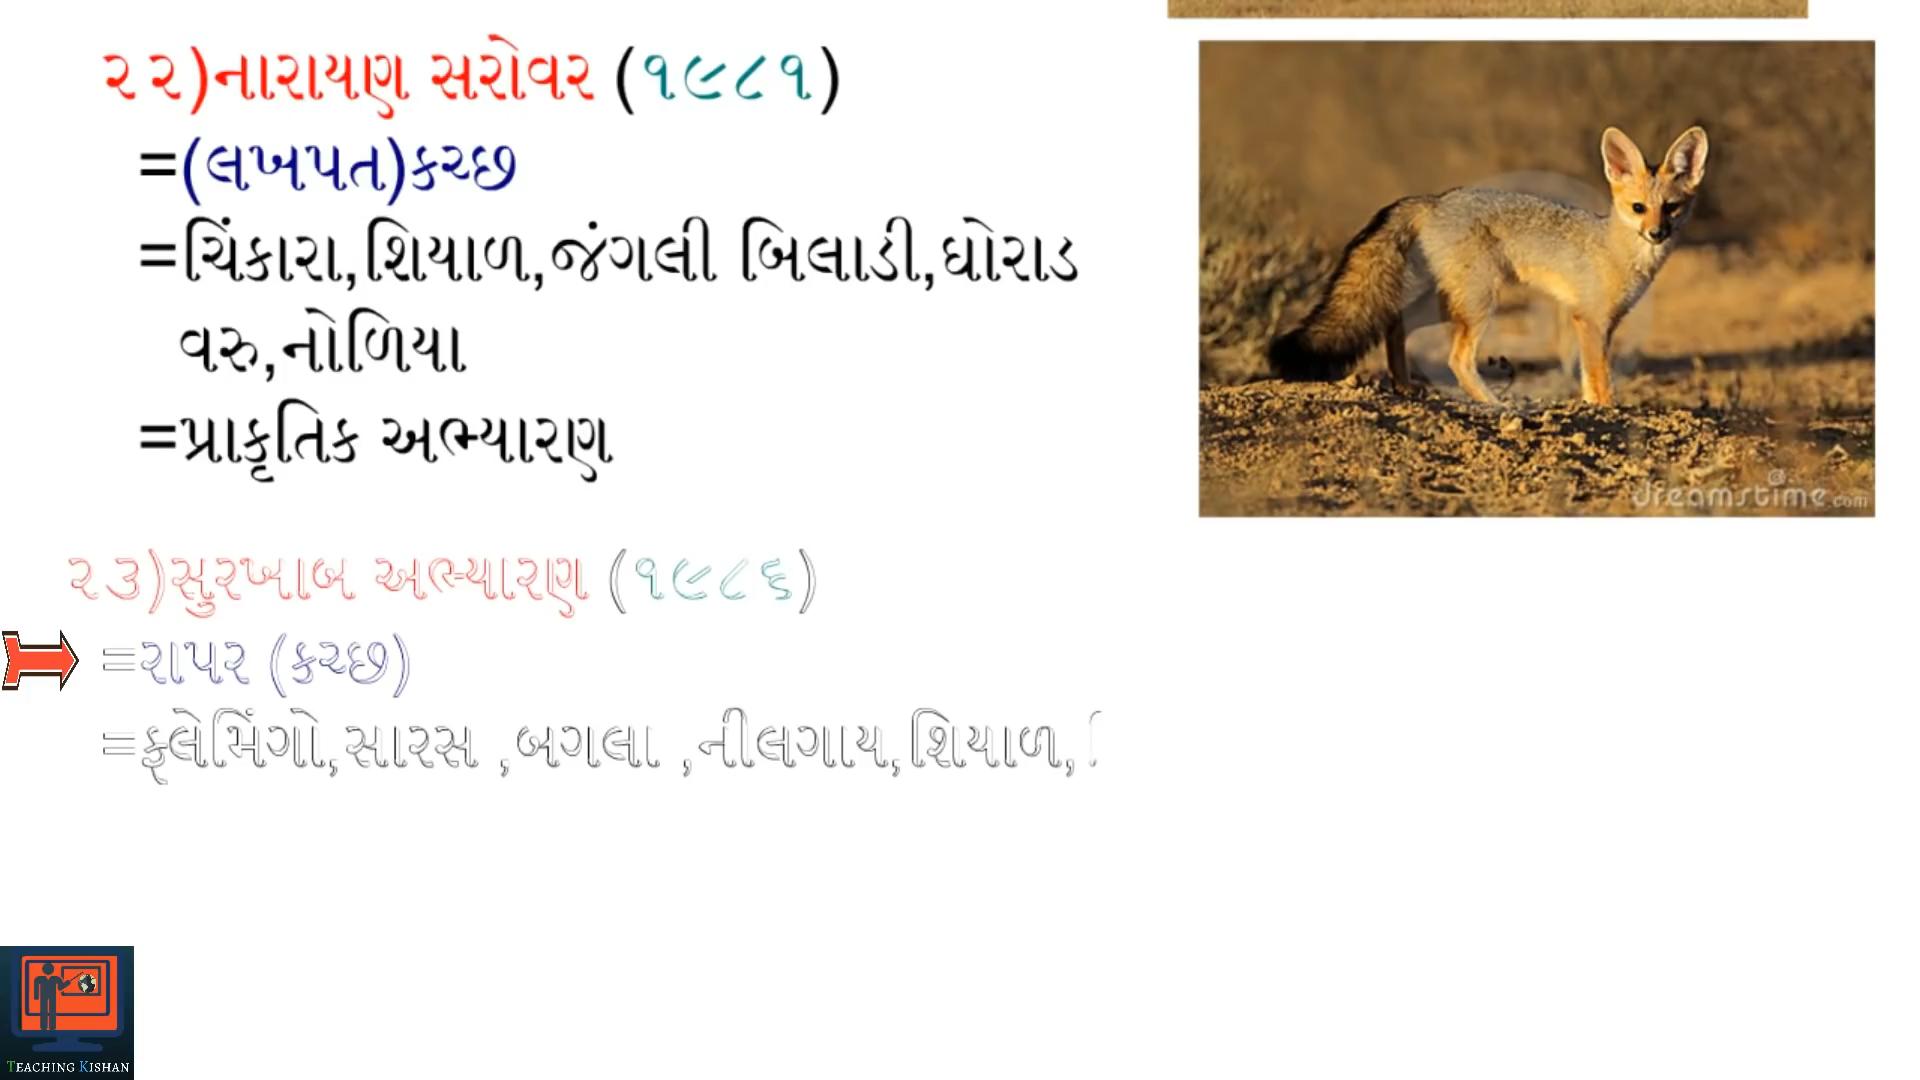 ૨૨)નારાયણ સરોવર (૧૯૮૧)
=(લખપત)કચ્છ
=ચિંકારા,શિયાળ,જંગલી બિલાડી,ઘોરાડ
વરુ,નોળિયા
=પ્રાકૃતિક અભ્યારણ
dreamstime.com
૨૩)સુરખાબ અભ્યારણ (૧૯૮૬)
=રાપર (કચ્છ)
=ફ્લેમિંગો,સારસ ,બગલા ,નીલગાય,શિયાળ,
TEACHING KISHAN